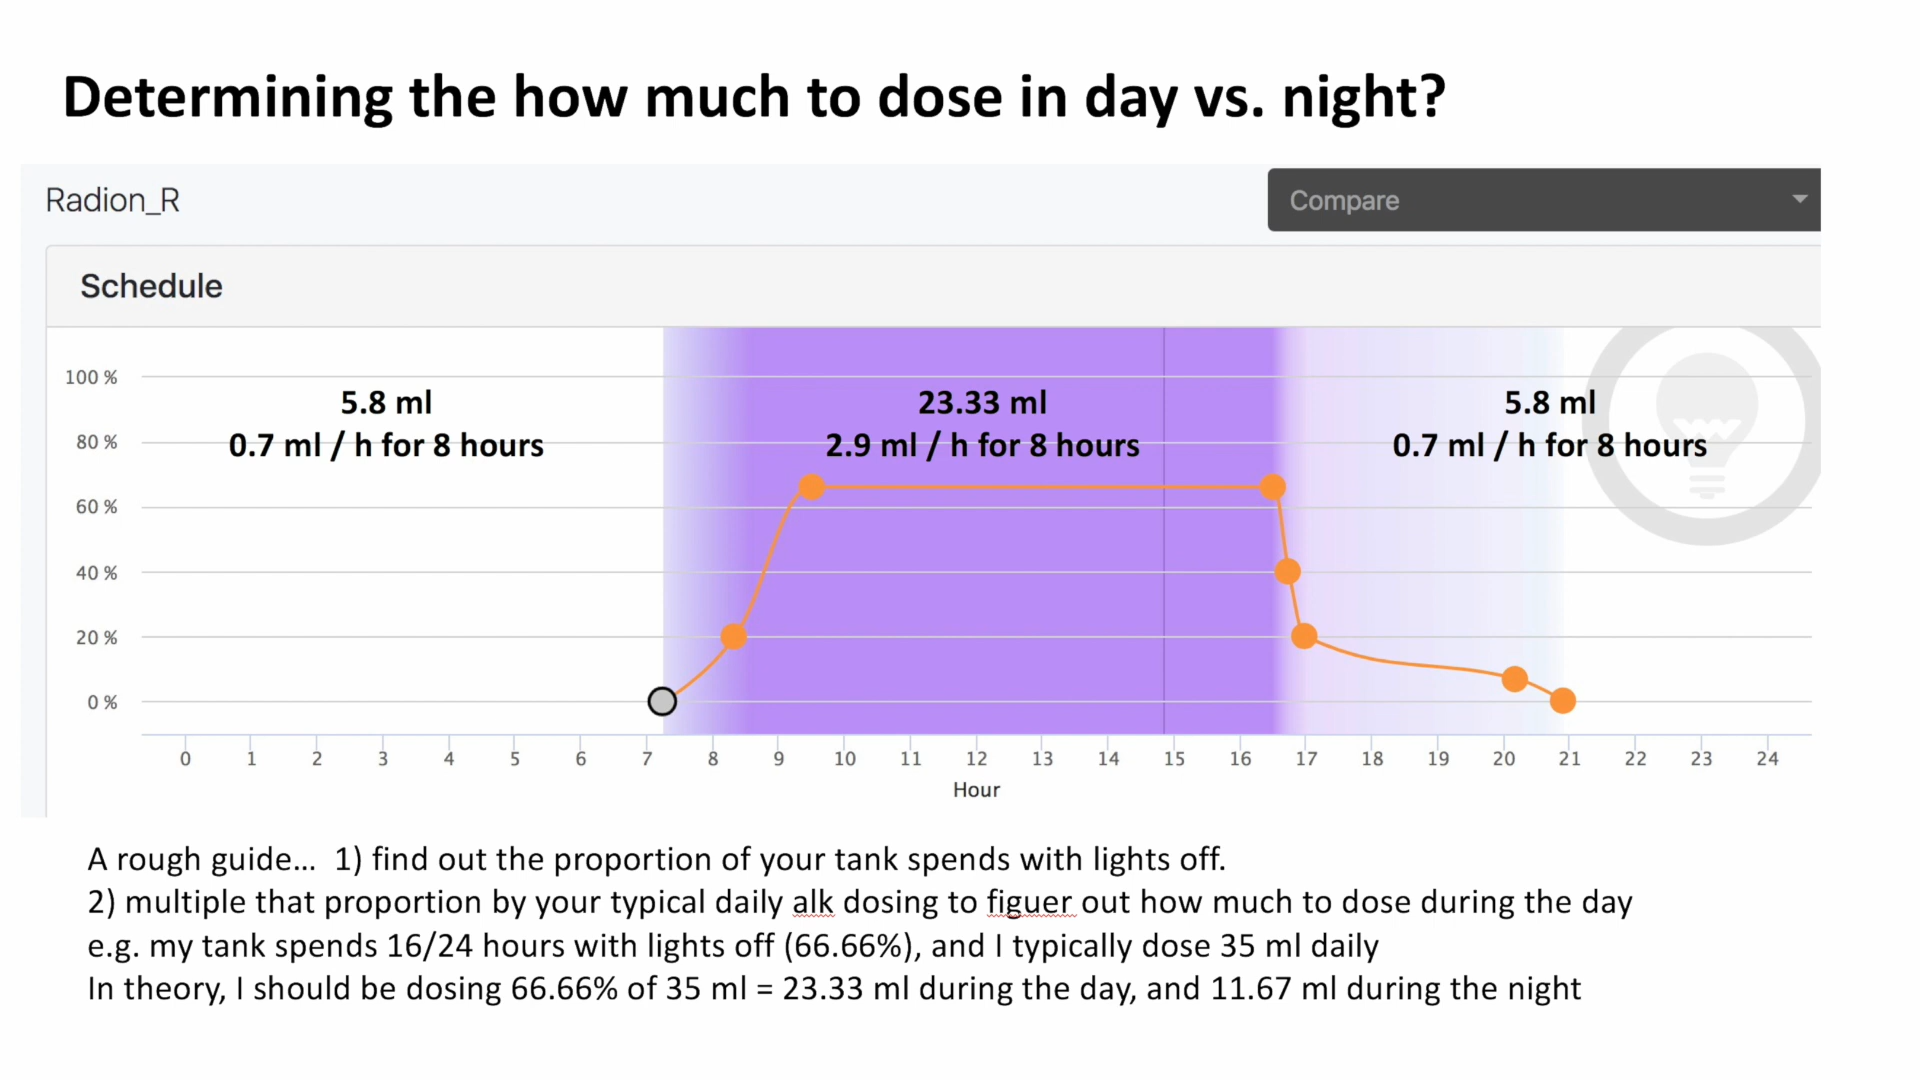 Determining the how much to dose in day vs. night?
Radion_R
Compare
Schedule
100 %
80 %
60 %
40 %
20 %
0 %
5.8 ml
0.7 ml / h for 8 hours
23.33 ml
2.9 ml / h for 8 hours
5.8 ml
0.7 ml / h for 8 hours
0 1 2 3 4 5 6 7 8 9 10 11 12 13 14 15 16 17 18 19 20 21 22 23 24
Hour
A rough guide... 1) find out the proportion of your tank spends with lights off.
2) multiple that proportion by your typical daily alk dosing to figuer out how much to dose during the day
e.g. my tank spends 16/24 hours with lights off (66.66%), and I typically dose 35 ml daily
In theory, I should be dosing 66.66% of 35 ml = 23.33 ml during the day, and 11.67 ml during the night